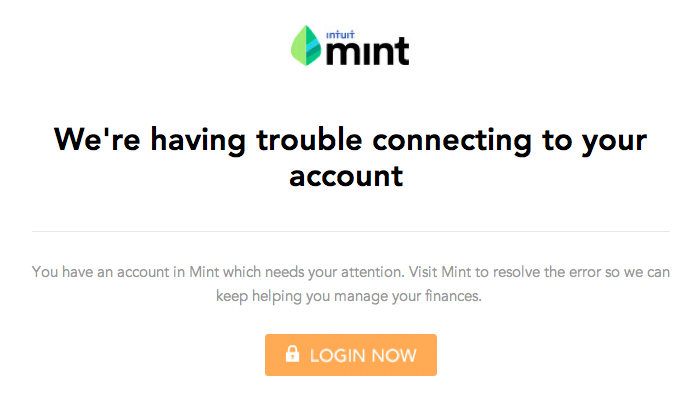 intuit
mint
We're having trouble connecting to your
account
You have an account in Mint which needs your attention. Visit Mint to resolve the error so we can
keep helping you manage your finances.
LOGIN NOW